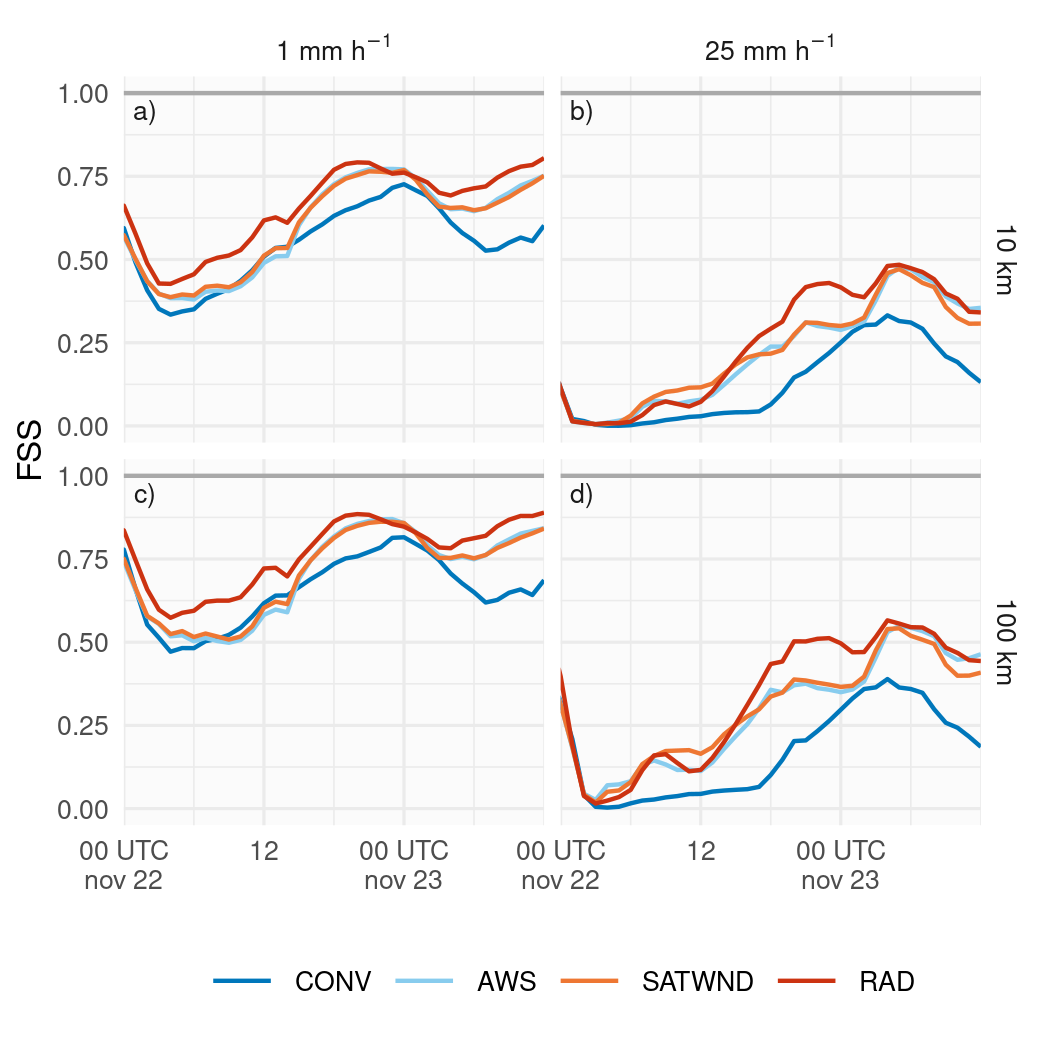 1 mm h⁻¹
25 mm h⁻¹
a)
b)
1.00
0.75
0.50
0.25
0.00
10 km
FSS
c)
d)
1.00
0.75
0.50
0.25
0.00
100 km
00 UTC
nov 22
12
00 UTC
nov 23
00 UTC
nov 22
12
00 UTC
nov 23
CONV
AWS
SATWND
RAD